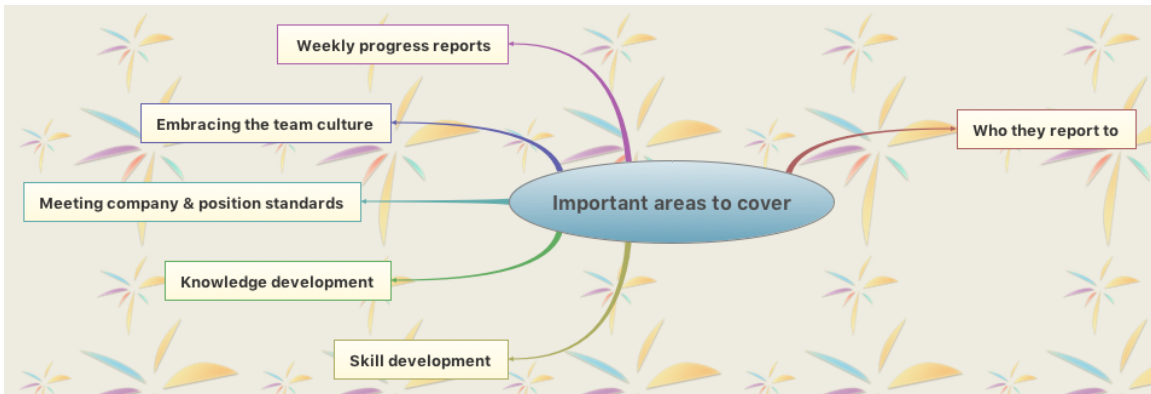 Weekly progress reports
Embracing the team culture
Who they report to
Meeting company & position standards
Important areas to cover
Knowledge development
Skill development